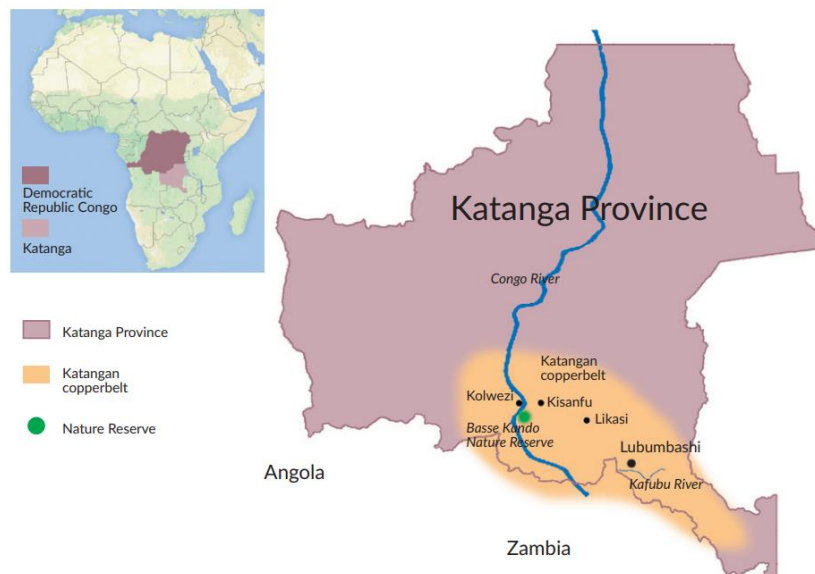 Democratic
Republic Congo
Katanga
Katanga Province
Katangan
copperbelt
Nature Reserve
Katanga Province
Congo River
Katangan
copperbelt
Kolwezi
Kisanfu
Likasi
Basse Kando
Nature Reserve
Lubumbashi
Kafubu River
Angola
Zambia